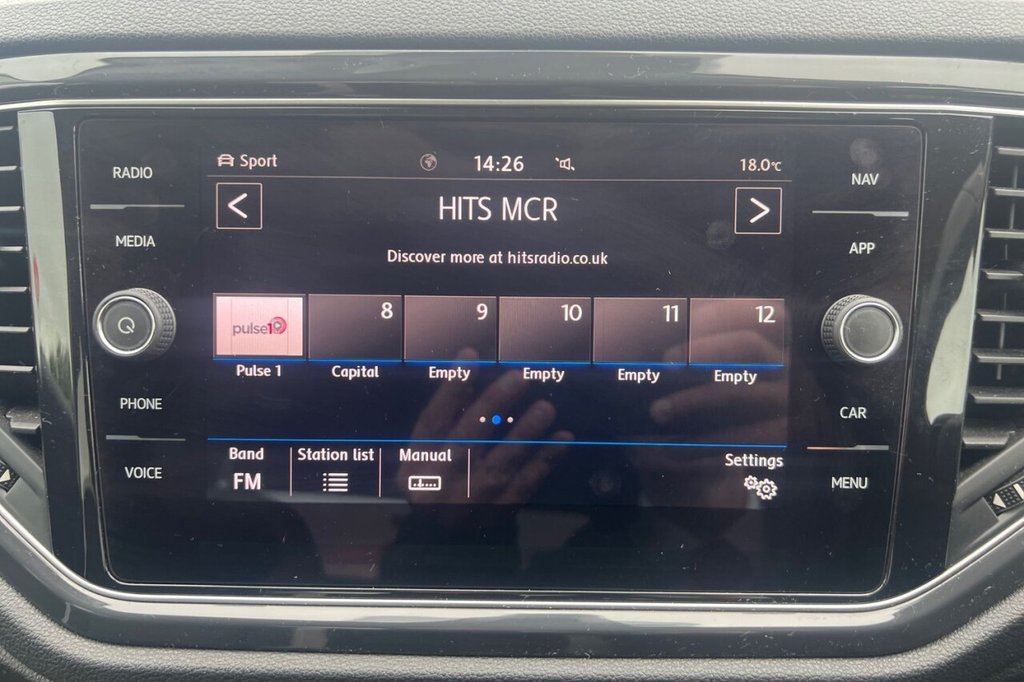 RADIO
MEDIA
PHONE
VOICE
Sport
14:26
18.0°C
HITS MCR
Discover more at hitsradio.co.uk
pulse1
8
9
10
11
12
Pulse 1
Capital
Empty
Empty
Empty
Empty
Band
FM
Station list
Manual
Settings
NAV
APP
CAR
MENU